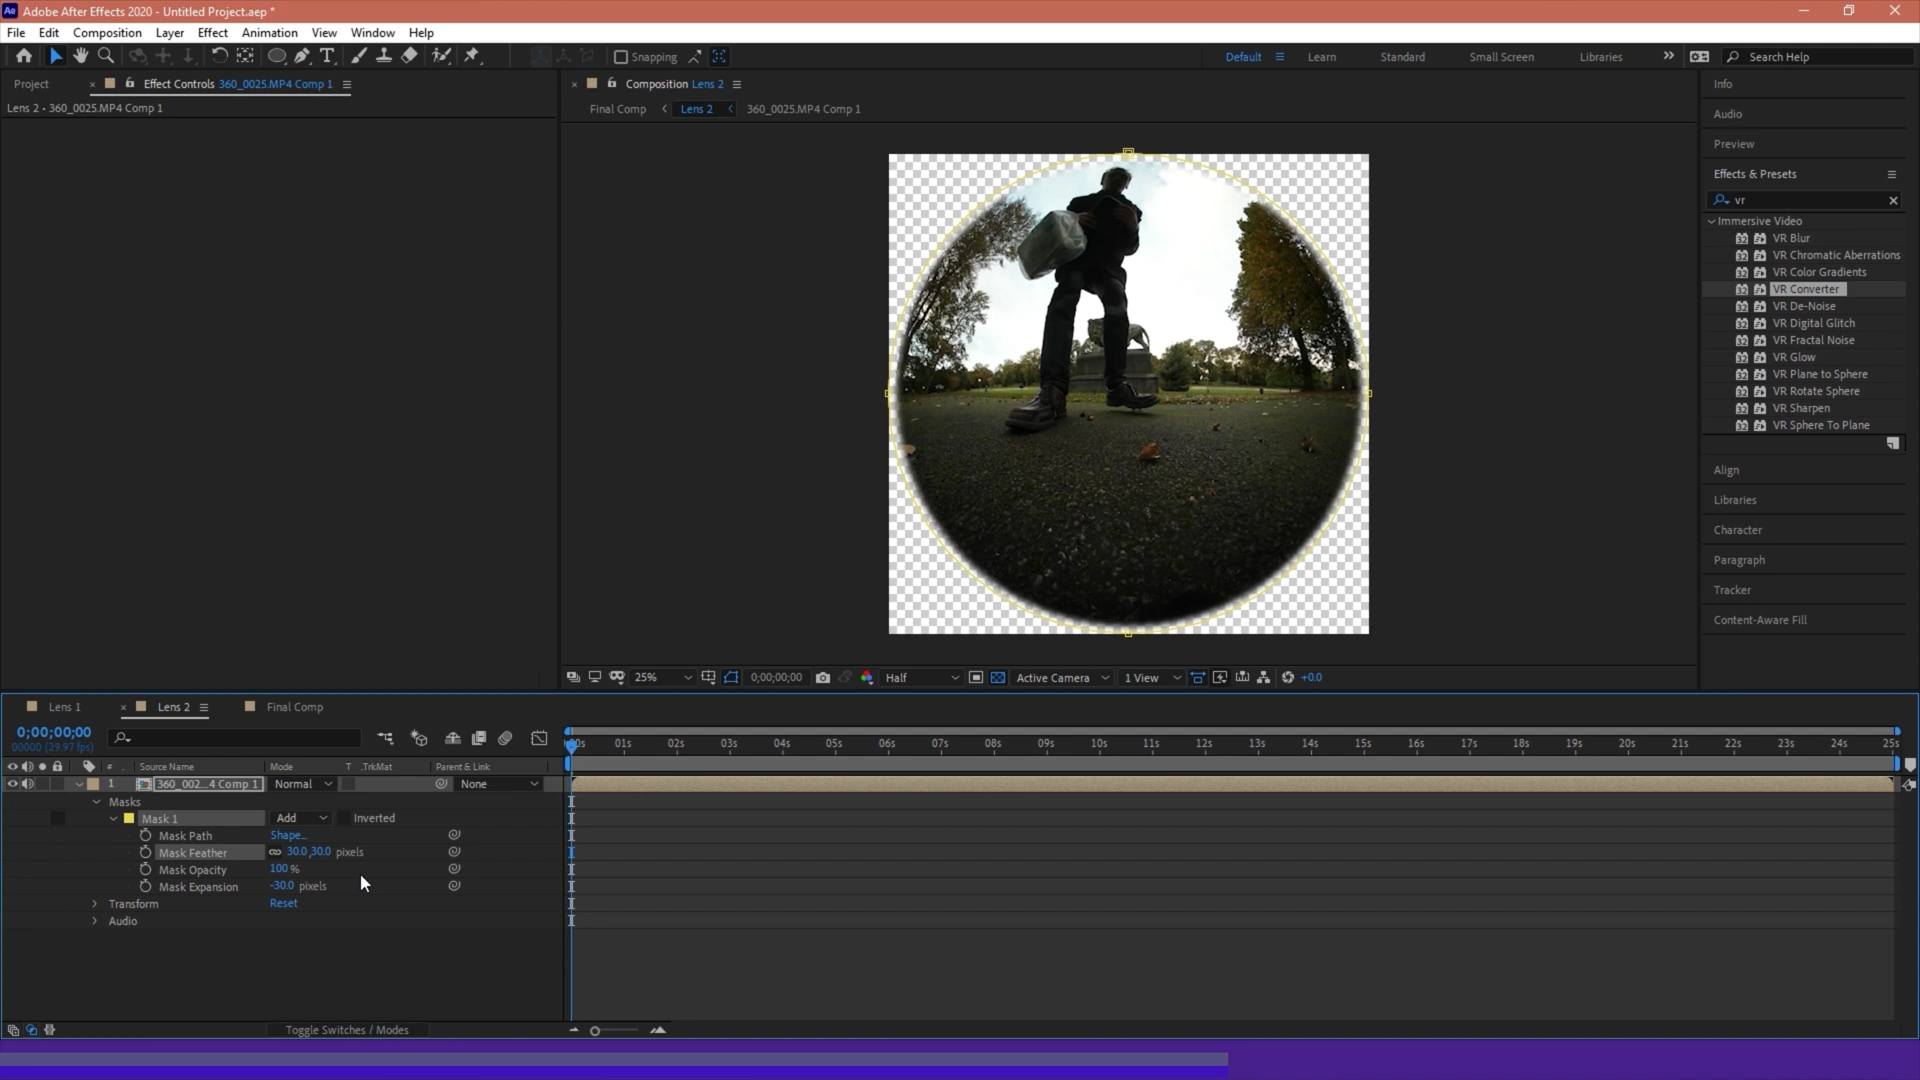 Ae Adobe After Effects 2020 - Untitled Project.aep *
File Edit Composition Layer Effect Animation View Window Help
Snapping
Default Learn Standard Small Screen Libraries Search Help
Project Effect Controls 360_0025.MP4 Comp 1
Lens 2 • 360_0025.MP4 Comp 1
Composition Lens 2
Final Comp Lens 2 360_0025.MP4 Comp 1
Info
Audio
Preview
Effects & Presets
vr
Immersive Video
VR Blur
VR Chromatic Aberrations
VR Color Gradients
VR Converter
VR De-Noise
VR Digital Glitch
VR Fractal Noise
VR Glow
VR Plane to Sphere
VR Rotate Sphere
VR Sharpen
VR Sphere To Plane
Align
Libraries
Character
Paragraph
Tracker
Content-Aware Fill
25% 0;00;00;00 Half Active Camera 1 View +0.0
Lens 1 Lens 2 Final Comp
0;00;00;00
00000 (29.97 fps)
01s 02s 03s 04s 05s 06s 07s 08s 09s 10s 11s 12s 13s 14s 15s 16s 17s 18s 19s 20s 21s 22s 23s 24s 25s
# Source Name Mode T .TrkMat Parent & Link
1 360_002...4 Comp 1 Normal None
Masks
Mask 1 Add Inverted
Mask Path Shape...
Mask Feather 30.0,30.0 pixels
Mask Opacity 100 %
Mask Expansion -30.0 pixels
Transform Reset
Audio
Toggle Switches / Modes